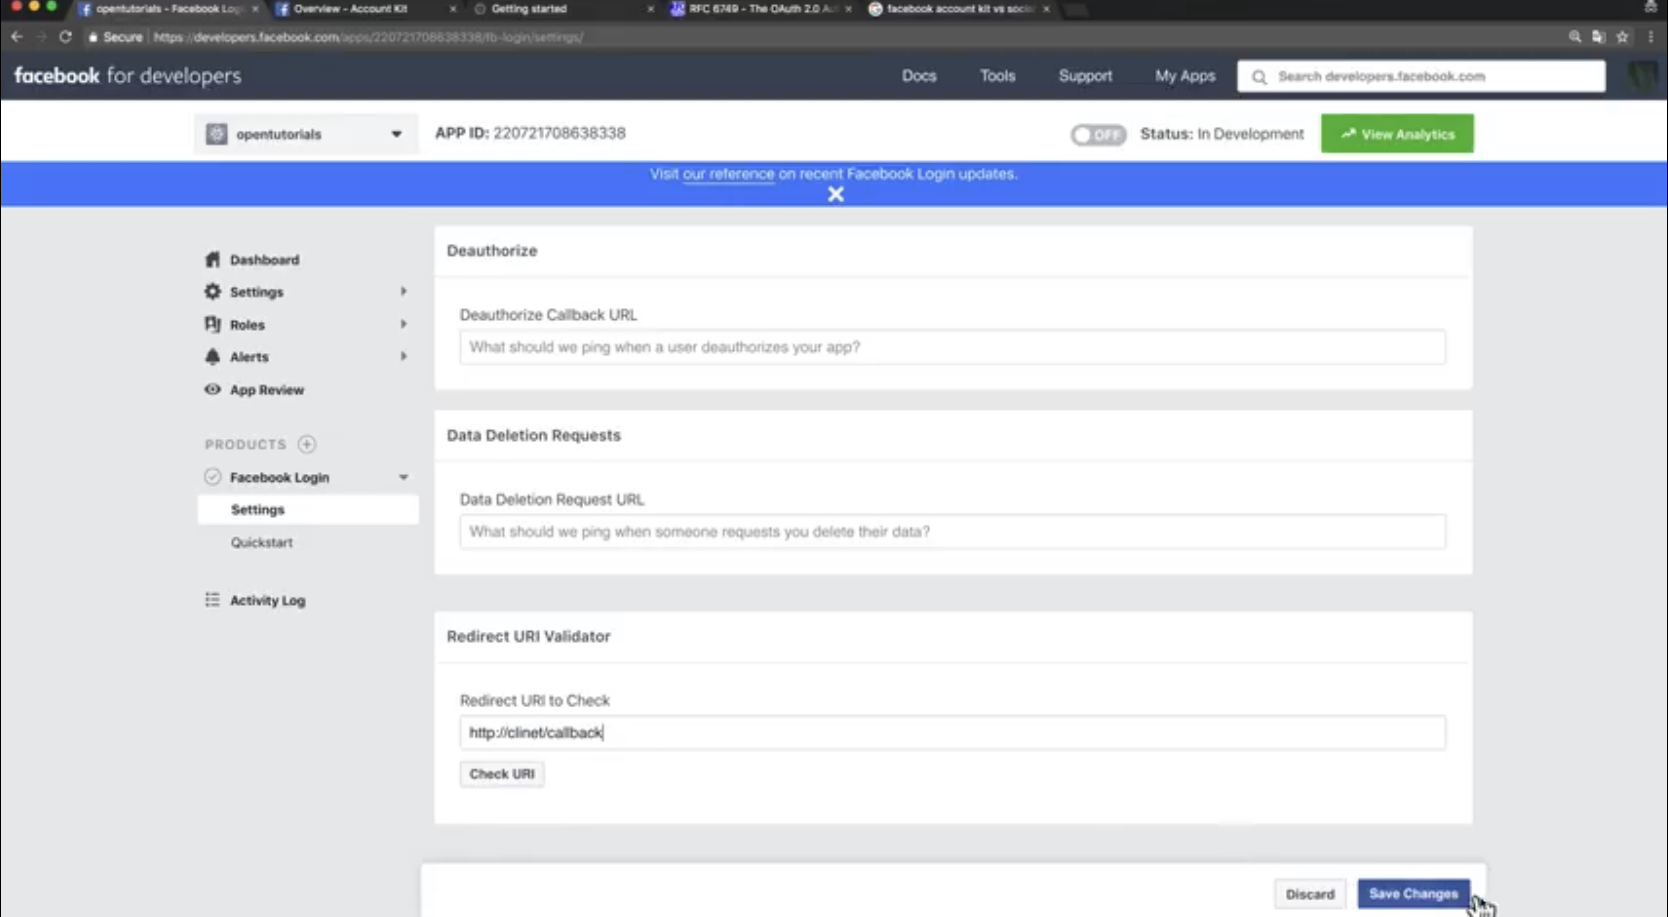 opentutorials - Facebook Logi
Overview - Account Kit
Getting started
RFC 6749 - The OAuth 2.0 Au
facebook account kit vs socia
Secure
https://developers.facebook.com/apps/220721708638338/fb-login/settings/
facebook for developers
Docs
Tools
Support
My Apps
Search developers.facebook.com
opentutorials
APP ID: 220721708638338
OFF
Status: In Development
View Analytics
Visit our reference on recent Facebook Login updates.
Dashboard
Settings
Roles
Alerts
App Review
PRODUCTS
Facebook Login
Settings
Quickstart
Activity Log
Deauthorize
Deauthorize Callback URL
What should we ping when a user deauthorizes your app?
Data Deletion Requests
Data Deletion Request URL
What should we ping when someone requests you delete their data?
Redirect URI Validator
Redirect URI to Check
http://clinet/callback
Check URI
Discard
Save Changes